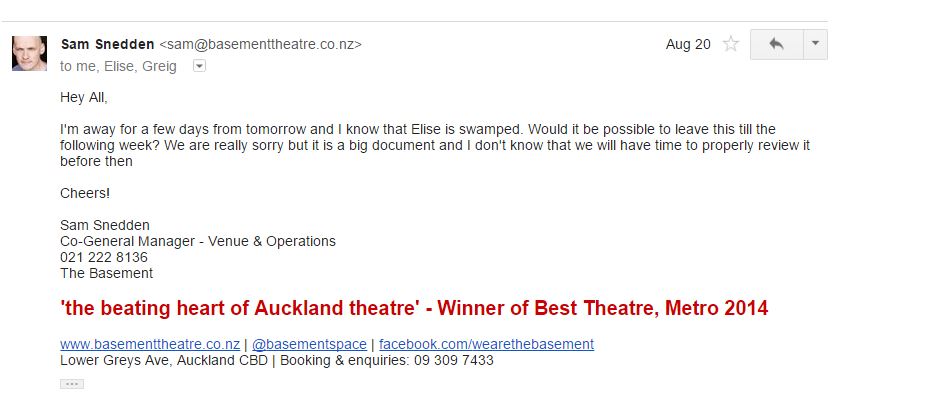 Sam Snedden <sam@basementtheatre.co.nz> Aug 20
to me, Elise, Greig
Hey All,
I'm away for a few days from tomorrow and I know that Elise is swamped. Would it be possible to leave this till the
following week? We are really sorry but it is a big document and I don't know that we will have time to properly review it
before then
Cheers!
Sam Snedden
Co-General Manager - Venue & Operations
021 222 8136
The Basement
'the beating heart of Auckland theatre' - Winner of Best Theatre, Metro 2014
www.basementtheatre.co.nz | @basementspace | facebook.com/wearethebasement
Lower Greys Ave, Auckland CBD | Booking & enquiries: 09 309 7433